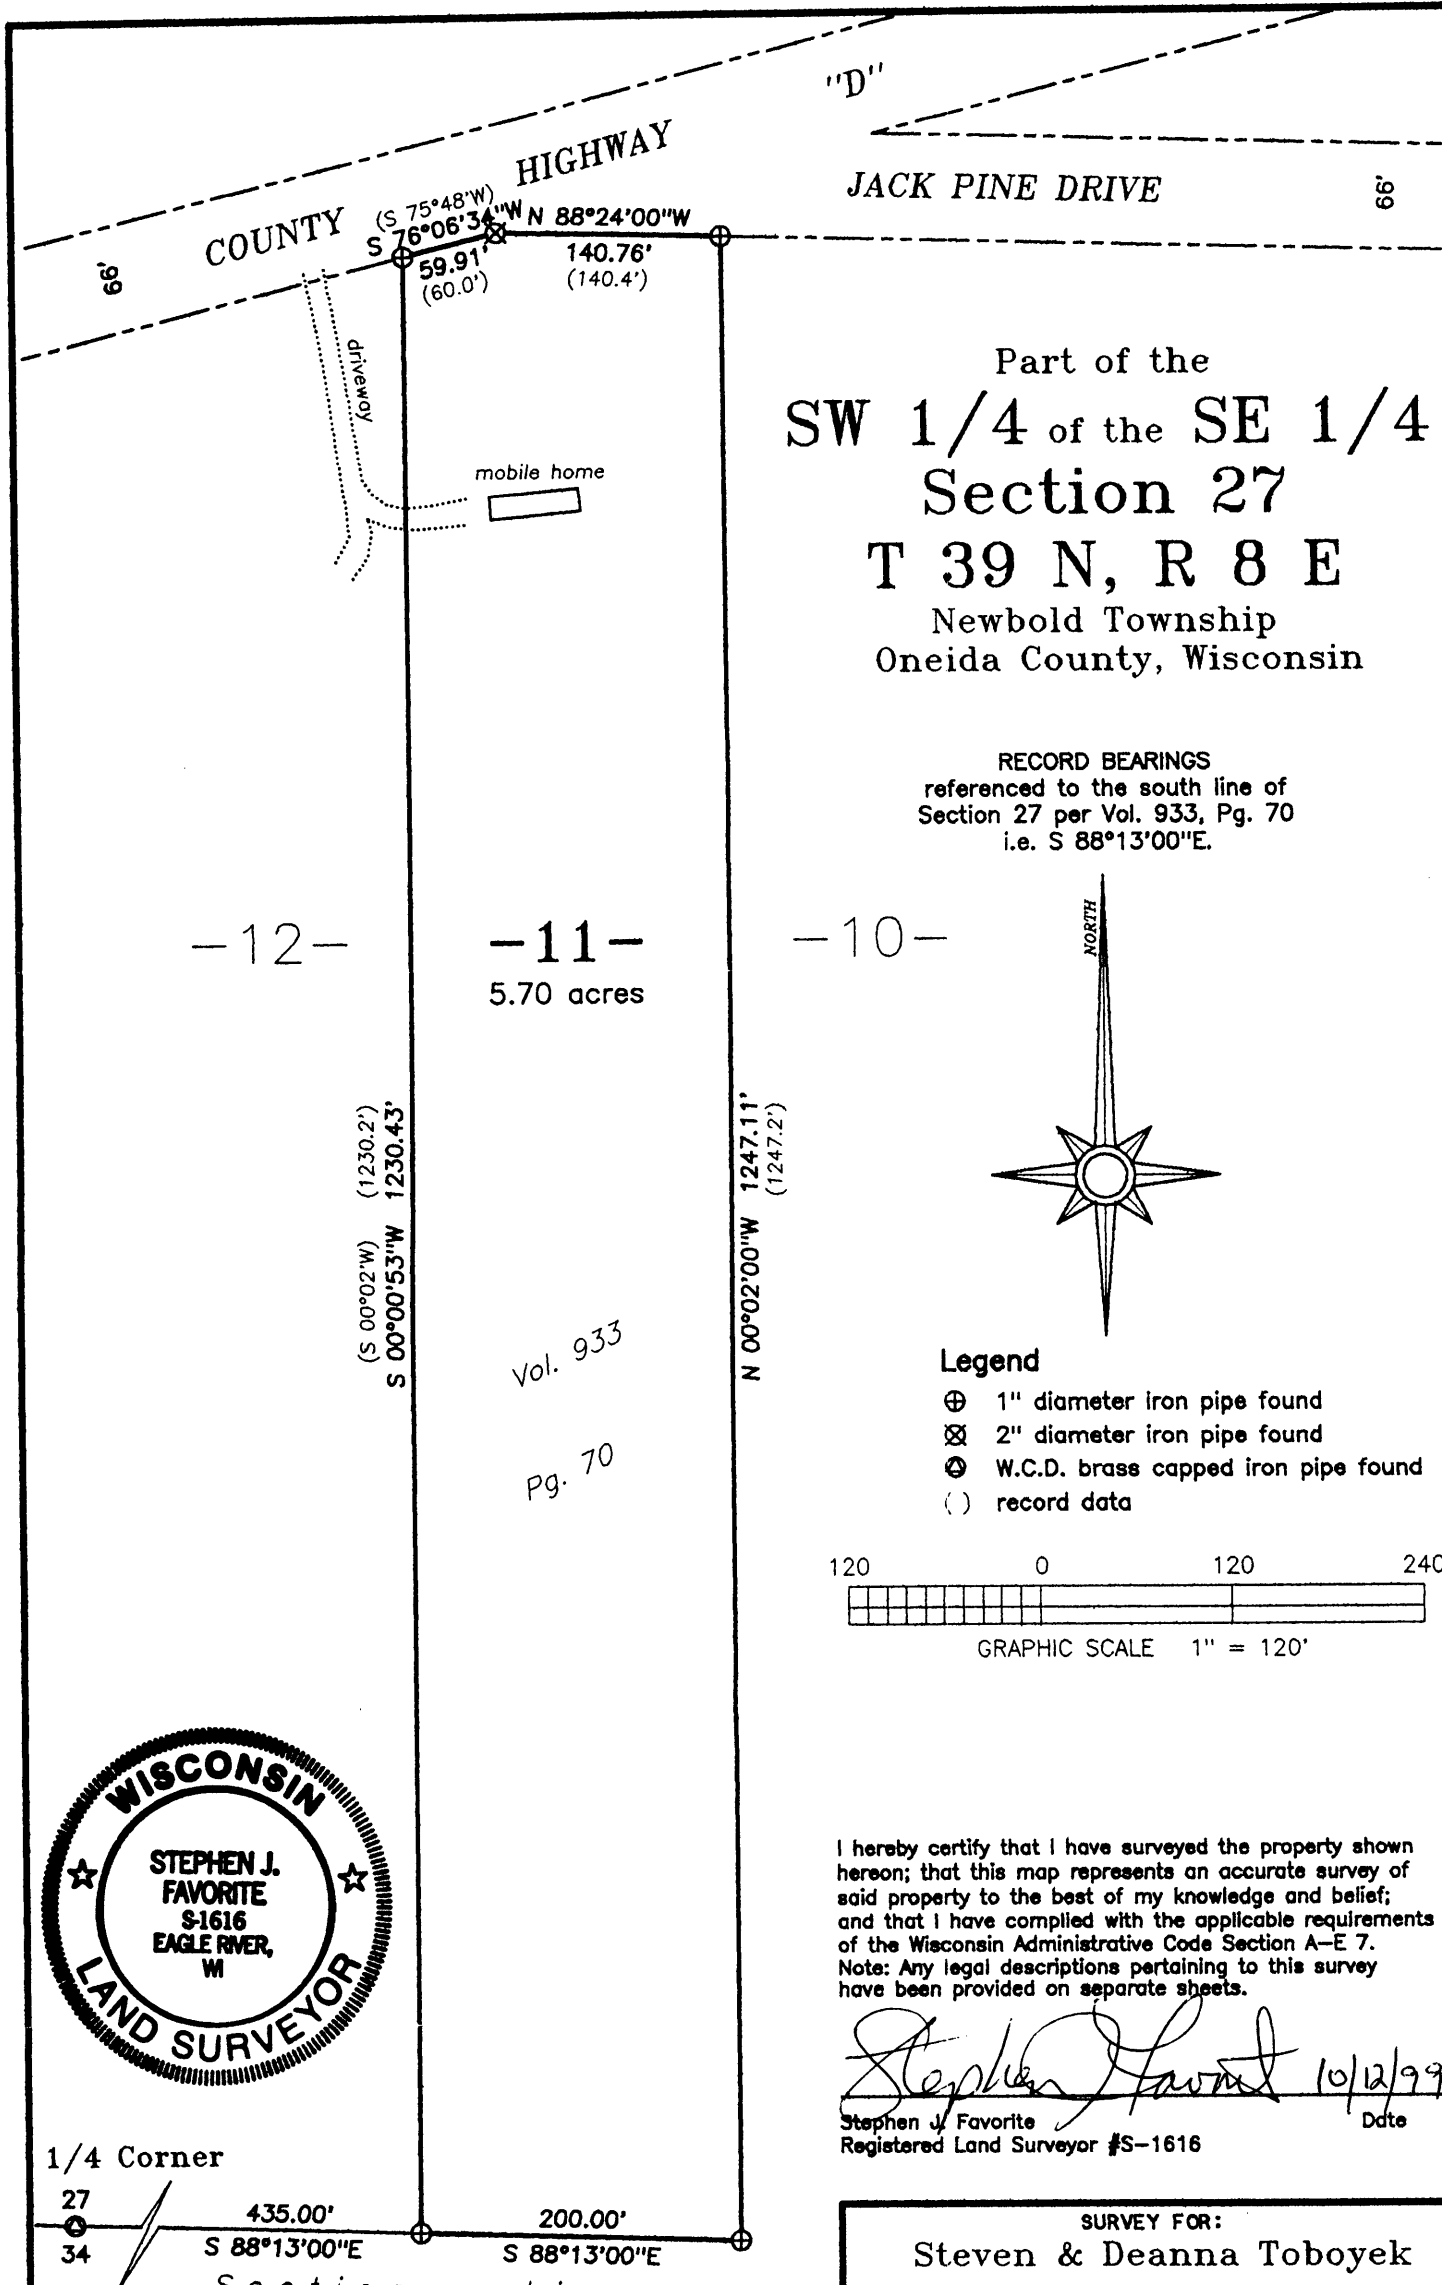 "D"
COUNTY HIGHWAY
JACK PINE DRIVE
66'
66'
(S 75°48'W)
S 76°06'34"W
59.91'
(60.0')
N 88°24'00"W
140.76'
(140.4')
driveway
mobile home
Part of the
SW 1/4 of the SE 1/4
Section 27
T 39 N, R 8 E
Newbold Township
Oneida County, Wisconsin
RECORD BEARINGS
referenced to the south line of
Section 27 per Vol. 933, Pg. 70
i.e. S 88°13'00"E.
NORTH
-12-
-11-
5.70 acres
-10-
(S 00°02'W) (1230.2')
S 00°00'53"W 1230.43'
N 00°02'00"W 1247.11'
(1247.2')
Vol. 933
Pg. 70
Legend
1" diameter iron pipe found
2" diameter iron pipe found
W.C.D. brass capped iron pipe found
( ) record data
120 0 120 240
GRAPHIC SCALE 1" = 120'
WISCONSIN
STEPHEN J.
FAVORITE
S-1616
EAGLE RIVER,
WI
LAND SURVEYOR
I hereby certify that I have surveyed the property shown
hereon; that this map represents an accurate survey of
said property to the best of my knowledge and belief;
and that I have complied with the applicable requirements
of the Wisconsin Administrative Code Section A-E 7.
Note: Any legal descriptions pertaining to this survey
have been provided on separate sheets.
Stephen J Favorite 10/12/99
Stephen J. Favorite Date
Registered Land Surveyor #S-1616
1/4 Corner
27
34
435.00'
S 88°13'00"E
200.00'
S 88°13'00"E
SURVEY FOR:
Steven & Deanna Toboyek